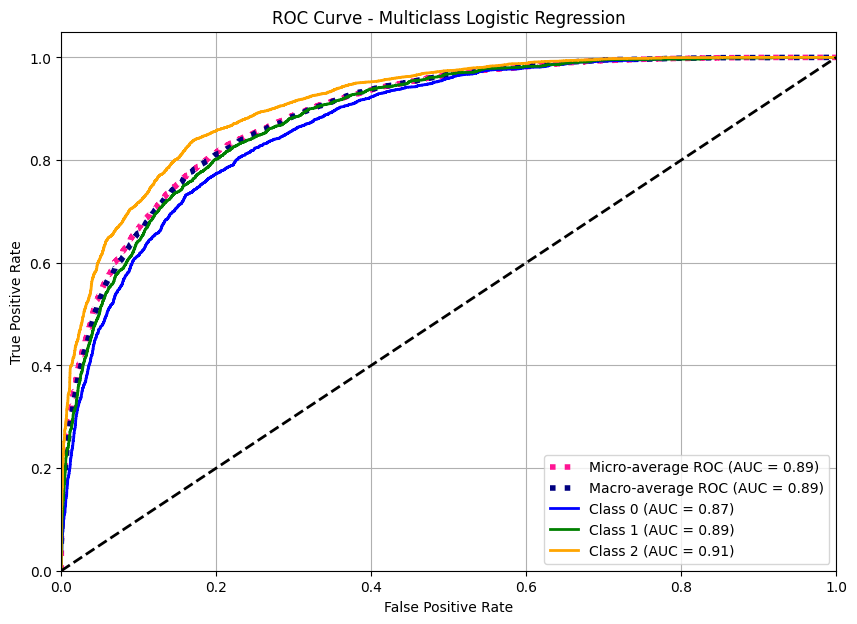 ROC Curve - Multiclass Logistic Regression
True Positive Rate
1.0
0.8
0.6
0.4
0.2
0.0
Micro-average ROC (AUC = 0.89)
Macro-average ROC (AUC = 0.89)
Class 0 (AUC = 0.87)
Class 1 (AUC = 0.89)
Class 2 (AUC = 0.91)
0.0 0.2 0.4 0.6 0.8 1.0
False Positive Rate